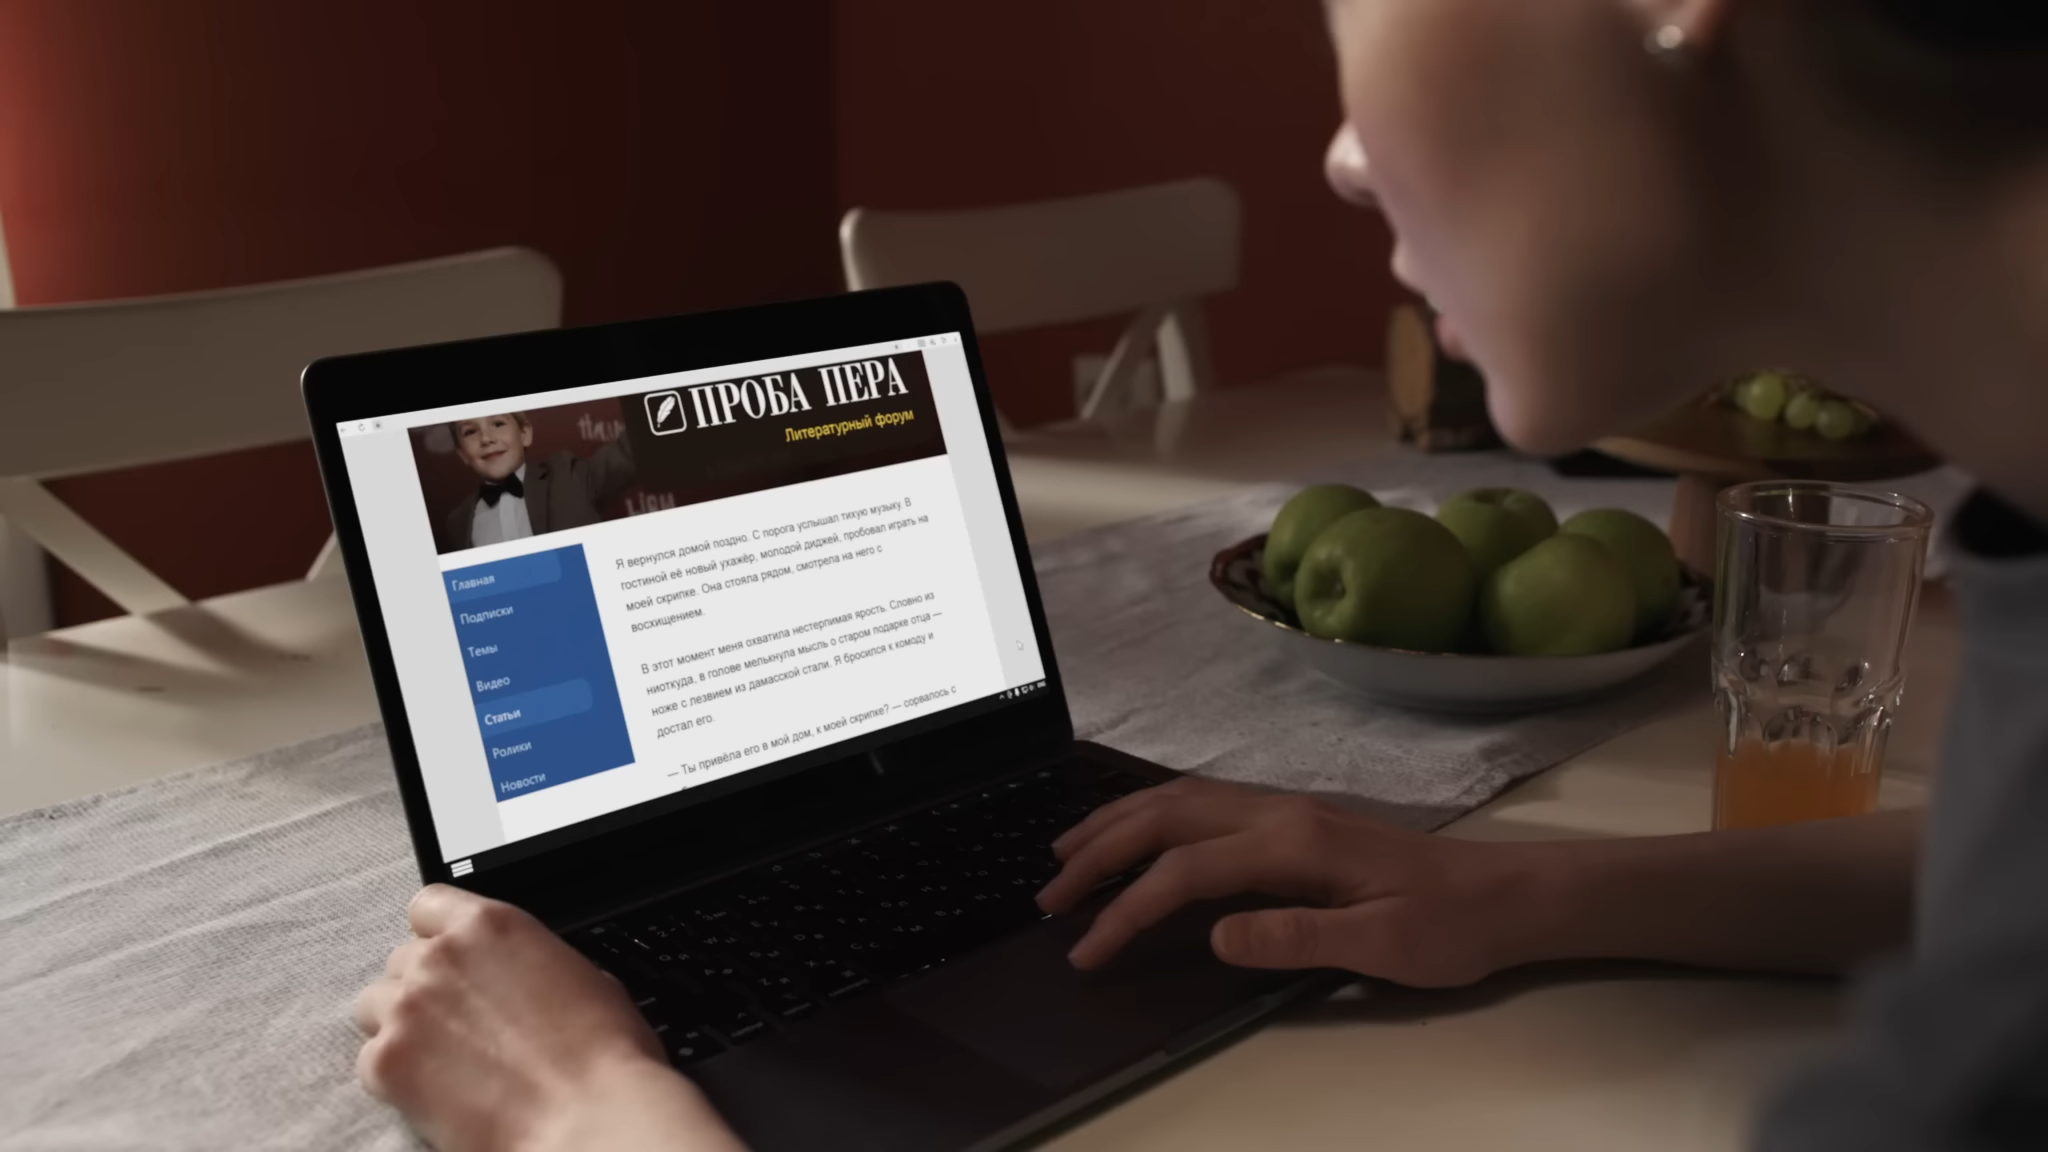 ПРОБА ПЕРА
Литературный форум
Главная
Подписки
Темы
Видео
Статьи
Ролики
Новости
Я вернулся домой поздно. С порога услышал тихую музыку. В
гостиной её новый ухажёр, молодой диджей, пробовал играть на
моей скрипке. Она стояла рядом, смотрела на него с
восхищением.
В этот момент меня охватила нестерпимая ярость. Словно из
ниоткуда, в голове мелькнула мысль о старом подарке отца —
ноже с лезвием из дамасской стали. Я бросился к комоду и
достал его.
— Ты привёла его в мой дом, к моей скрипке? — сорвалось с